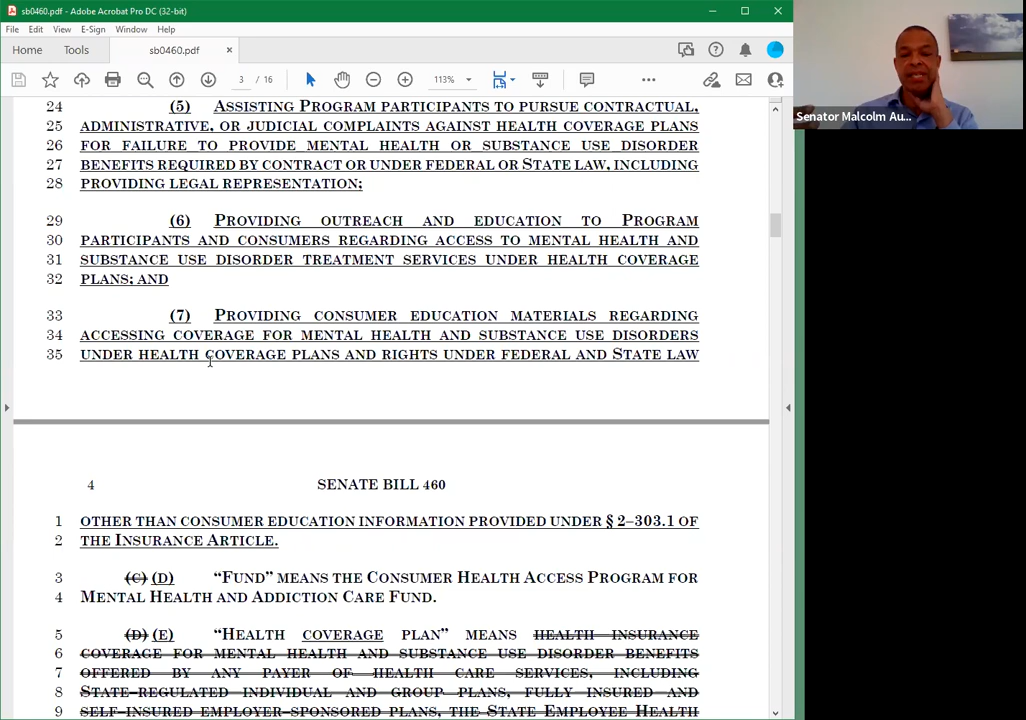 sb0460.pdf - Adobe Acrobat Pro DC (32-bit)
File Edit View E-Sign Window Help
Home Tools sb0460.pdf ×
3 / 16 113%
24 (5) ASSISTING PROGRAM PARTICIPANTS TO PURSUE CONTRACTUAL,
25 ADMINISTRATIVE, OR JUDICIAL COMPLAINTS AGAINST HEALTH COVERAGE PLANS
26 FOR FAILURE TO PROVIDE MENTAL HEALTH OR SUBSTANCE USE DISORDER
27 BENEFITS REQUIRED BY CONTRACT OR UNDER FEDERAL OR STATE LAW, INCLUDING
28 PROVIDING LEGAL REPRESENTATION;
29 (6) PROVIDING OUTREACH AND EDUCATION TO PROGRAM
30 PARTICIPANTS AND CONSUMERS REGARDING ACCESS TO MENTAL HEALTH AND
31 SUBSTANCE USE DISORDER TREATMENT SERVICES UNDER HEALTH COVERAGE
32 PLANS; AND
33 (7) PROVIDING CONSUMER EDUCATION MATERIALS REGARDING
34 ACCESSING COVERAGE FOR MENTAL HEALTH AND SUBSTANCE USE DISORDERS
35 UNDER HEALTH COVERAGE PLANS AND RIGHTS UNDER FEDERAL AND STATE LAW
4 SENATE BILL 460
1 OTHER THAN CONSUMER EDUCATION INFORMATION PROVIDED UNDER § 2–303.1 OF
2 THE INSURANCE ARTICLE.
3 (C) (D) “FUND” MEANS THE CONSUMER HEALTH ACCESS PROGRAM FOR
4 MENTAL HEALTH AND ADDICTION CARE FUND.
5 (D) (E) “HEALTH COVERAGE PLAN” MEANS HEALTH INSURANCE
6 COVERAGE FOR MENTAL HEALTH AND SUBSTANCE USE DISORDER BENEFITS
7 OFFERED BY ANY PAYER OF HEALTH CARE SERVICES, INCLUDING
8 STATE–REGULATED INDIVIDUAL AND GROUP PLANS, FULLY INSURED AND
9 SELF–INSURED EMPLOYER–SPONSORED PLANS, THE STATE EMPLOYEE HEALTH
Senator Malcolm Au...